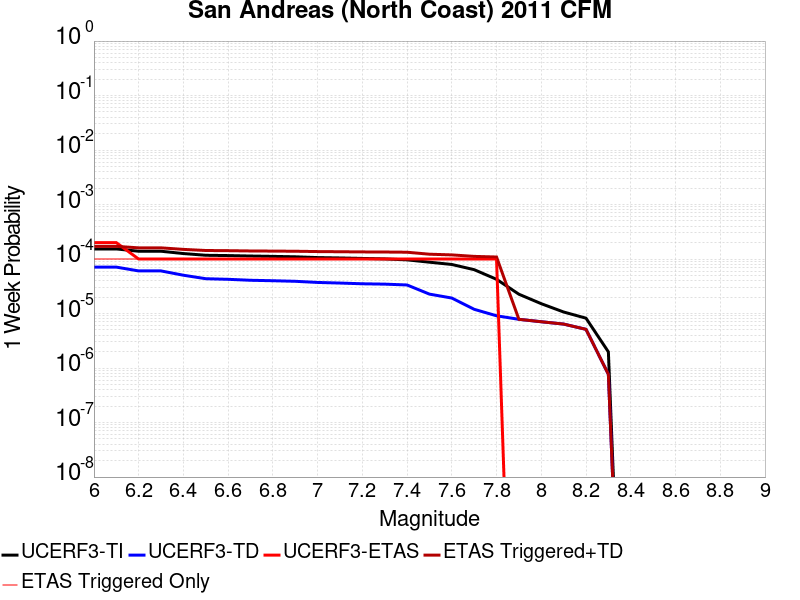 San Andreas (North Coast) 2011 CFM
1 Week Probability
10^0
10^-1
10^-2
10^-3
10^-4
10^-5
10^-6
10^-7
10^-8
6 6.2 6.4 6.6 6.8 7 7.2 7.4 7.6 7.8 8 8.2 8.4 8.6 8.8 9
Magnitude
UCERF3-TI UCERF3-TD UCERF3-ETAS ETAS Triggered+TD
ETAS Triggered Only